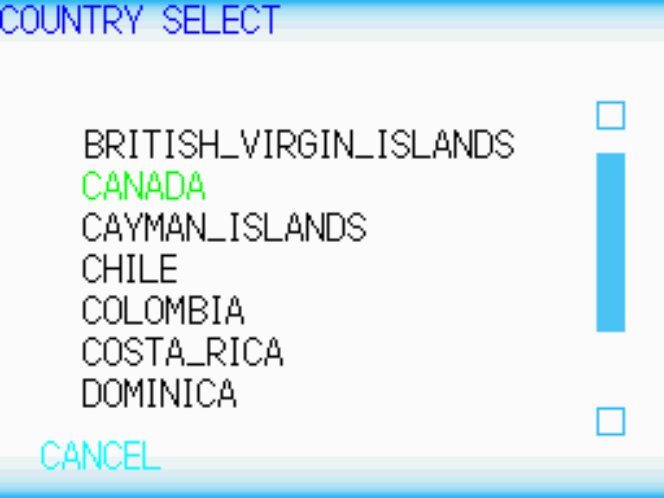 COUNTRY SELECT
BRITISH_VIRGIN_ISLANDS
CANADA
CAYMAN_ISLANDS
CHILE
COLOMBIA
COSTA_RICA
DOMINICA
CANCEL